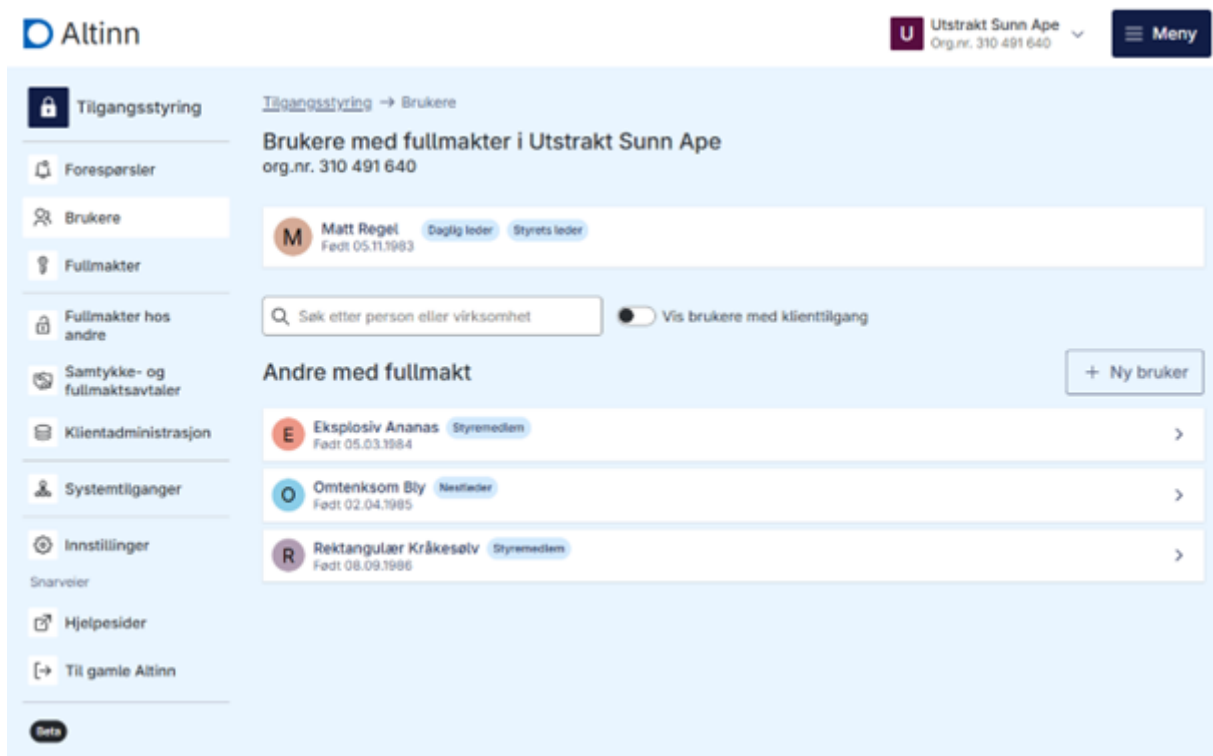 Altinn
U
Utstrakt Sunn Ape
Org.nr. 310 491 640
Meny
Tilgangsstyring
Forespørsler
Brukere
Fullmakter
Fullmakter hos
andre
Samtykke- og
fullmaktsavtaler
Klientadministrasjon
Systemtilganger
Innstillinger
Snarveier
Hjelpesider
Til gamle Altinn
Beta
Tilgangsstyring → Brukere
Brukere med fullmakter i Utstrakt Sunn Ape
org.nr. 310 491 640
M
Matt Regel Daglig leder Styrets leder
Født 05.11.1983
Søk etter person eller virksomhet
Vis brukere med klienttilgang
Andre med fullmakt
+ Ny bruker
E
Eksplosiv Ananas Styremedlem
Født 05.03.1984
O
Omtenksom Bly Nestleder
Født 02.04.1985
R
Rektangulær Kråkesølv Styremedlem
Født 08.09.1986